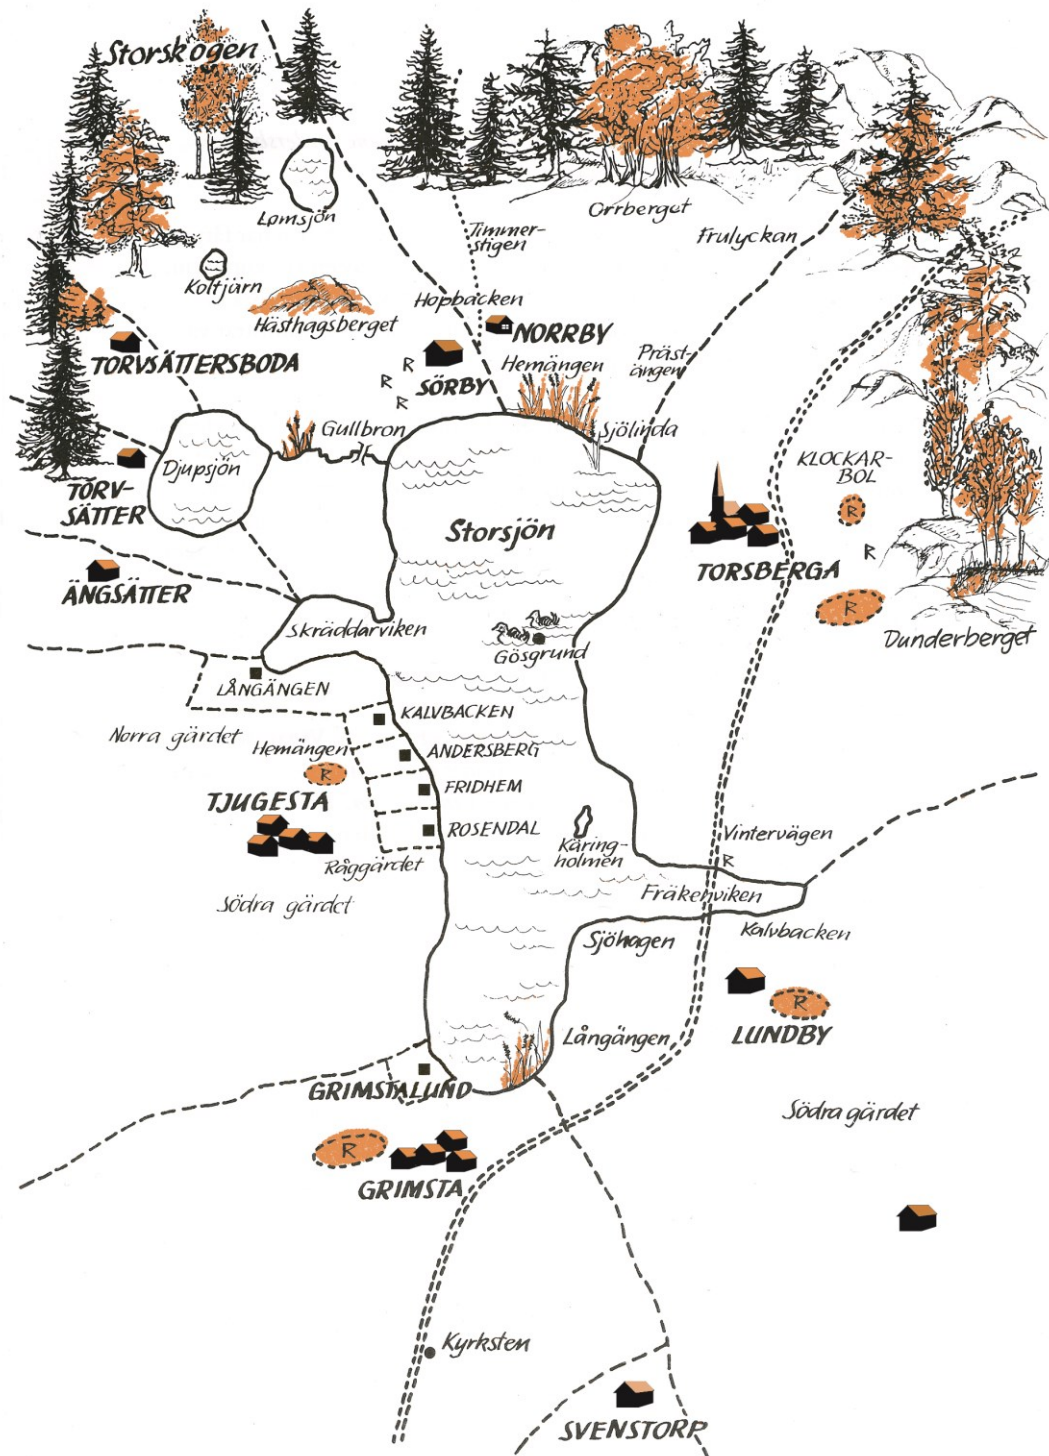 Storskogen
Lomsjön
Koltjärn
Hästhagsberget
Timmer-
stigen
Hopbacken
Orrberget
Frulyckan
NORRBY
Hemängen
Präst-
ängen
TORVSÄTTERSBODA
SÖRBY
R
R
Gullbron
Sjölinda
Djupsjön
TORV-
SÄTTER
KLOCKAR-
BOL
R
R
Storsjön
TORSBERGA
ÄNGSÄTTER
R
Dunderberget
Skräddarviken
Gösgrund
LÅNGÄNGEN
KALVBACKEN
Norra gärdet
Hemängen
ANDERSBERG
R
TJUGESTA
FRIDHEM
ROSENDAL
Råggärdet
Käring-
holmen
Vintervägen
R
Södra gärdet
Fräkenviken
Sjöhagen
Kalvbacken
R
LUNDBY
Långängen
GRIMSTALUND
Södra gärdet
R
GRIMSTA
Kyrksten
SVENSTORP